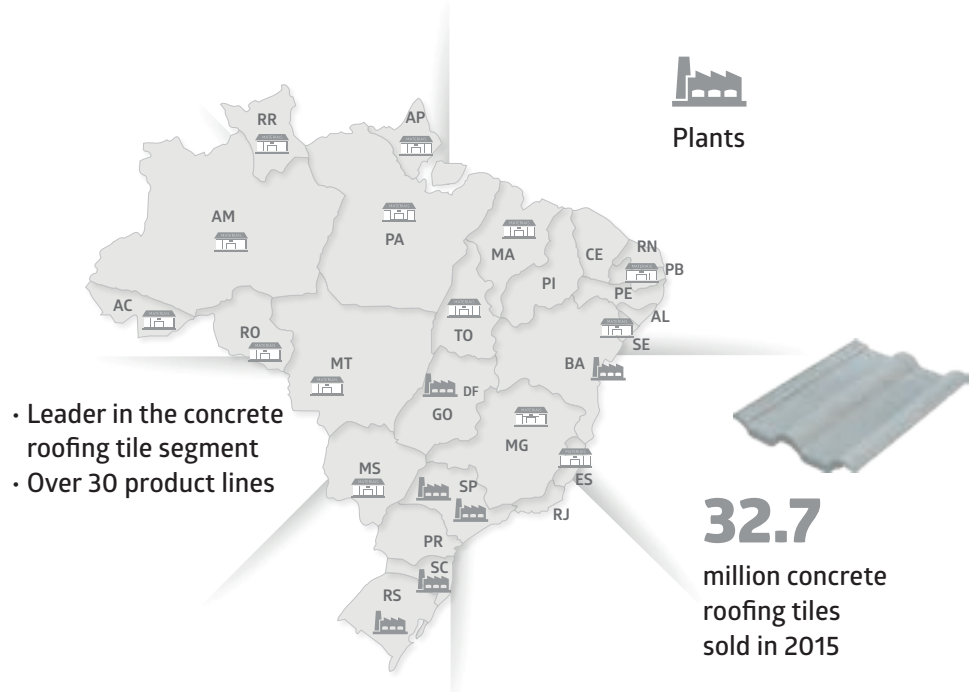 Plants
RR
AP
AM
PA
MA
CE
RN
PB
PI
PE
AC
AL
RO
TO
SE
MT
BA
DF
GO
· Leader in the concrete
roofing tile segment
· Over 30 product lines
MG
MS
SP
ES
RJ
PR
SC
RS
32.7
million concrete
roofing tiles
sold in 2015